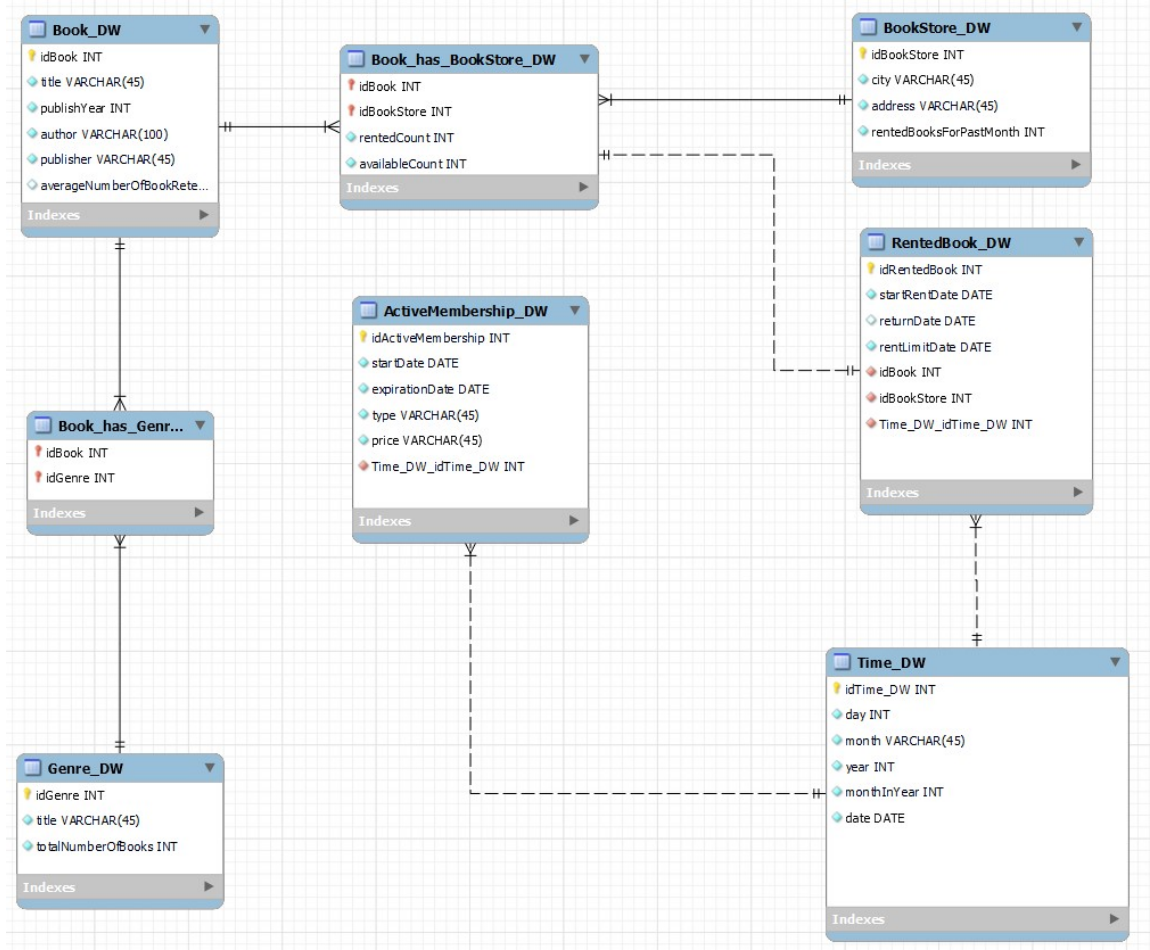 Book_DW
idBook INT
title VARCHAR(45)
publishYear INT
author VARCHAR(100)
publisher VARCHAR(45)
averageNumberOfBookRete...
Indexes
Book_has_BookStore_DW
idBook INT
idBookStore INT
rentedCount INT
availableCount INT
Indexes
BookStore_DW
idBookStore INT
city VARCHAR(45)
address VARCHAR(45)
rentedBooksForPastMonth INT
Indexes
RentedBook_DW
idRentedBook INT
startRentDate DATE
returnDate DATE
rentLimitDate DATE
idBook INT
idBookStore INT
Time_DW_idTime_DW INT
Indexes
ActiveMembership_DW
idActiveMembership INT
startDate DATE
expirationDate DATE
type VARCHAR(45)
price VARCHAR(45)
Time_DW_idTime_DW INT
Indexes
Book_has_Genr...
idBook INT
idGenre INT
Indexes
Genre_DW
idGenre INT
title VARCHAR(45)
totalNumberOfBooks INT
Indexes
Time_DW
idTime_DW INT
day INT
month VARCHAR(45)
year INT
monthInYear INT
date DATE
Indexes